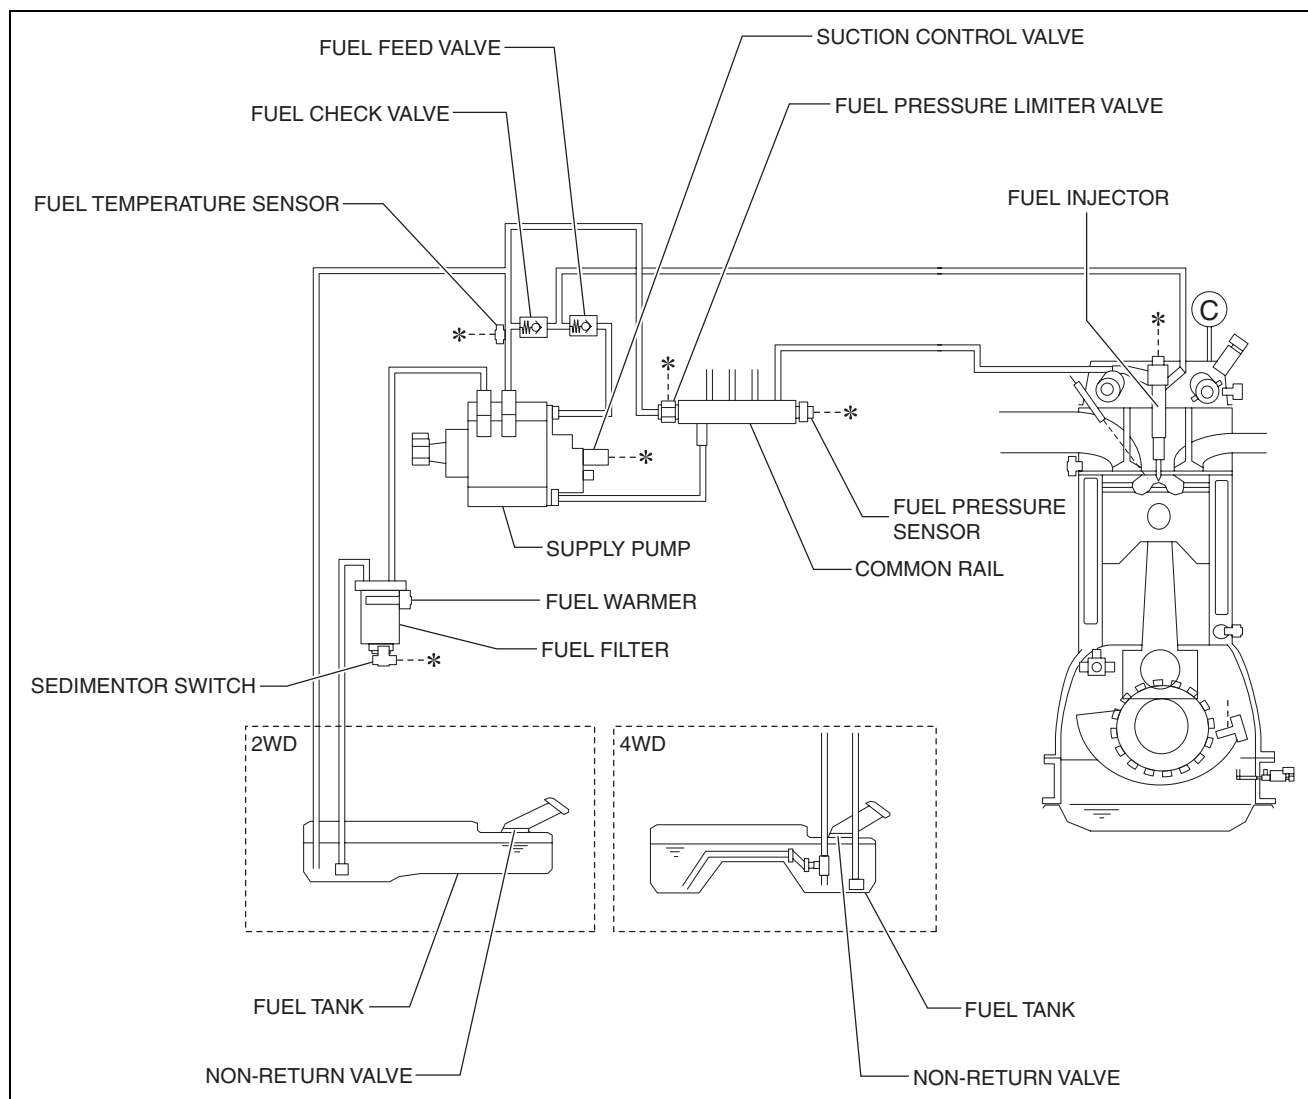 FUEL FEED VALVE
SUCTION CONTROL VALVE
FUEL CHECK VALVE
FUEL PRESSURE LIMITER VALVE
FUEL TEMPERATURE SENSOR
FUEL INJECTOR
C
*
*
*
*
*
FUEL PRESSURE
SENSOR
SUPPLY PUMP
COMMON RAIL
FUEL WARMER
FUEL FILTER
*
SEDIMENTOR SWITCH
2WD
4WD
FUEL TANK
FUEL TANK
NON-RETURN VALVE
NON-RETURN VALVE